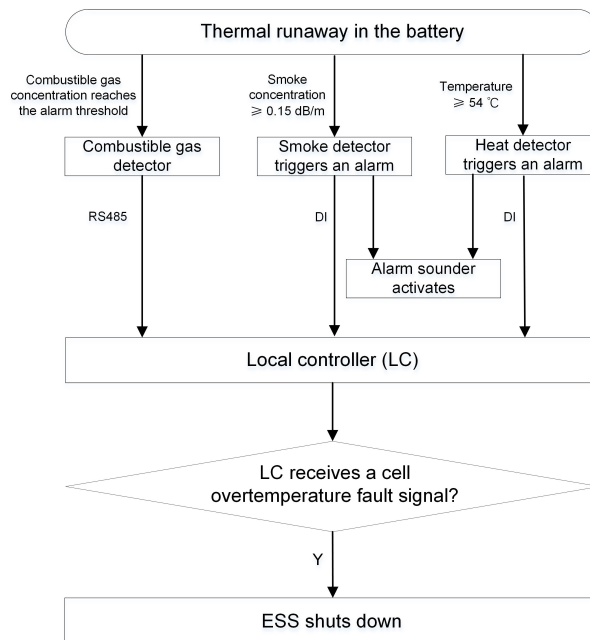 Thermal runaway in the battery
Combustible gas
concentration reaches
the alarm threshold
Smoke
concentration
≥ 0.15 dB/m
Temperature
≥ 54 ℃
Combustible gas
detector
Smoke detector
triggers an alarm
Heat detector
triggers an alarm
RS485
DI
DI
Alarm sounder
activates
Local controller (LC)
LC receives a cell
overtemperature fault signal?
Y
ESS shuts down